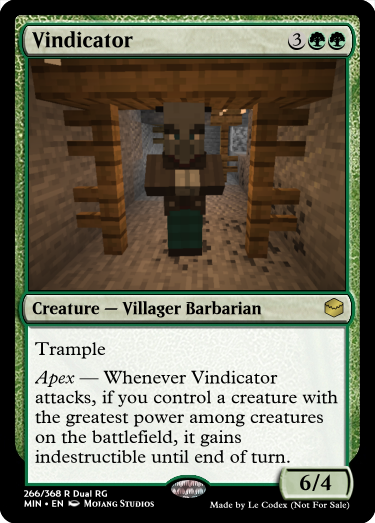 Vindicator 3
Creature — Villager Barbarian
Trample
Apex — Whenever Vindicator
attacks, if you control a creature with
the greatest power among creatures
on the battlefield, it gains
indestructible until end of turn.
6/4
266/368 R Dual RG
MIN • EN Mojang Studios
Made by Le Codex (Not For Sale)